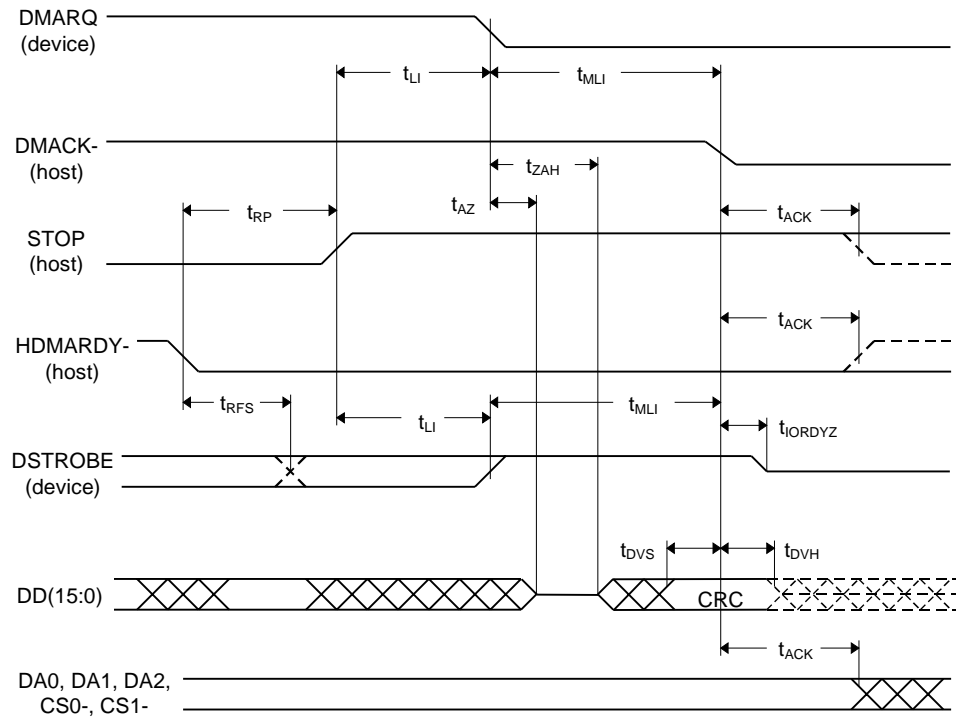 DMARQ
(device)
tLI
tMLI
DMACK-
(host)
tZAH
tAZ
tRP
tACK
STOP
(host)
tACK
HDMARDY-
(host)
tRFS
tLI
tMLI
tIORDYZ
DSTROBE
(device)
tDVS
tDVH
DD(15:0)
CRC
tACK
DA0, DA1, DA2,
CS0-, CS1-